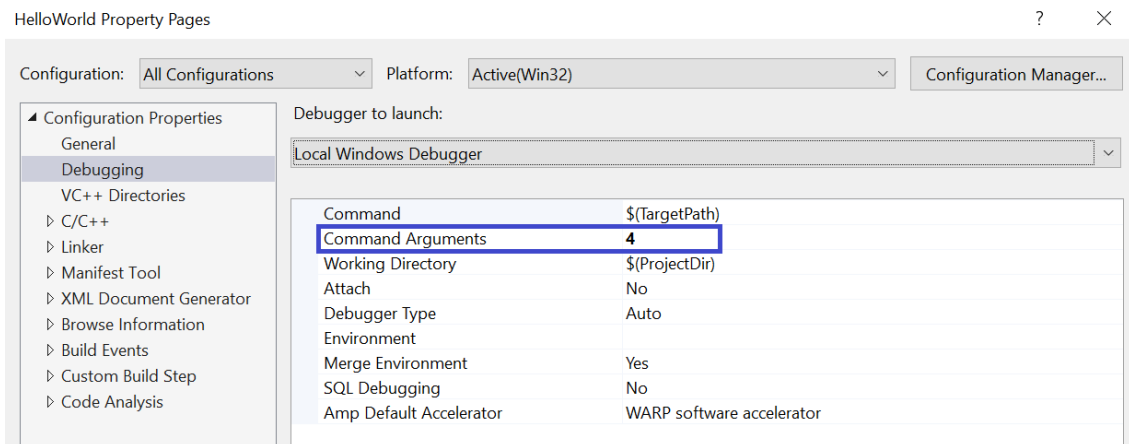 HelloWorld Property Pages
?
Configuration: All Configurations Platform: Active(Win32) Configuration Manager...
Configuration Properties
General
Debugging
VC++ Directories
C/C++
Linker
Manifest Tool
XML Document Generator
Browse Information
Build Events
Custom Build Step
Code Analysis
Debugger to launch:
Local Windows Debugger
Command $(TargetPath)
Command Arguments 4
Working Directory $(ProjectDir)
Attach No
Debugger Type Auto
Environment
Merge Environment Yes
SQL Debugging No
Amp Default Accelerator WARP software accelerator